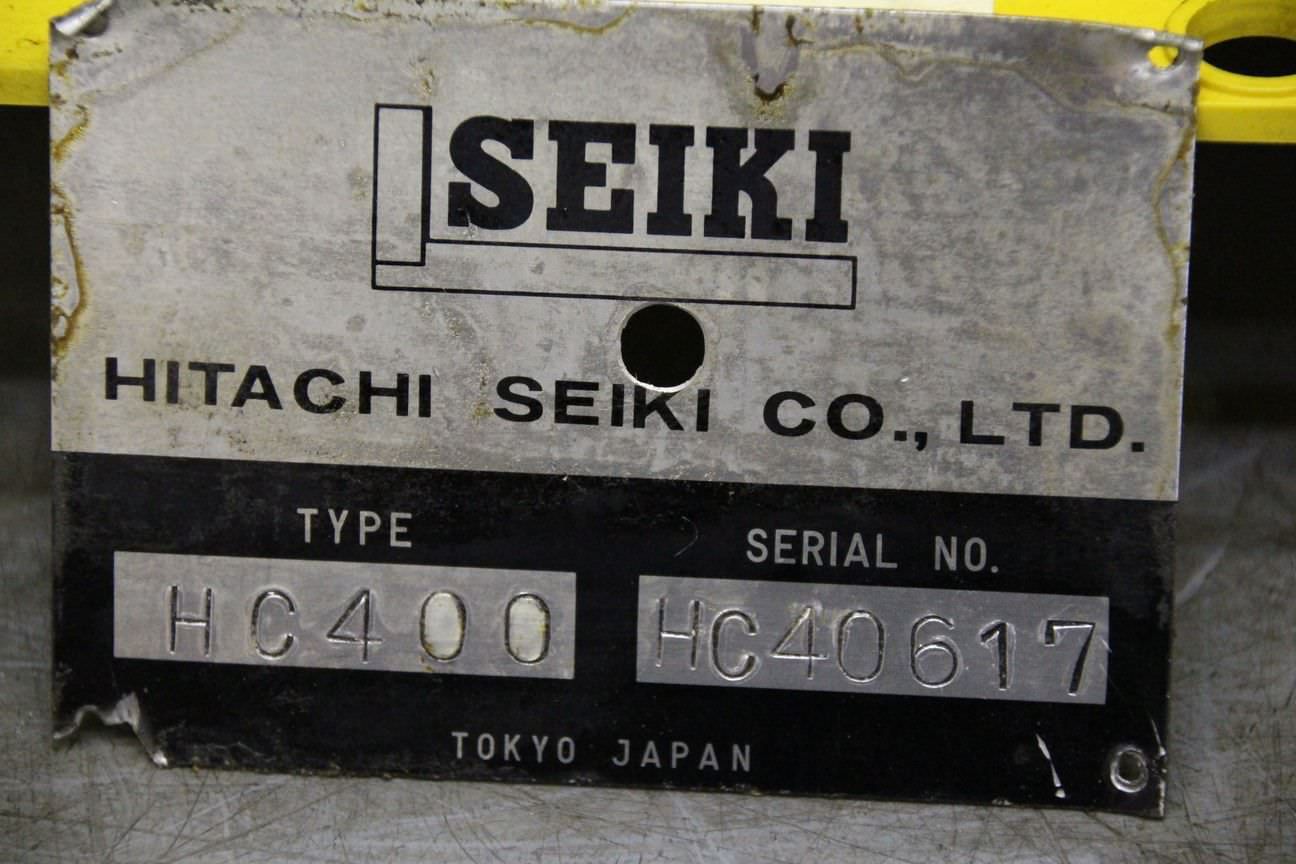 SEIKI
HITACHI SEIKI CO., LTD.
TYPE
SERIAL NO.
HC400
HC40617
TOKYO JAPAN